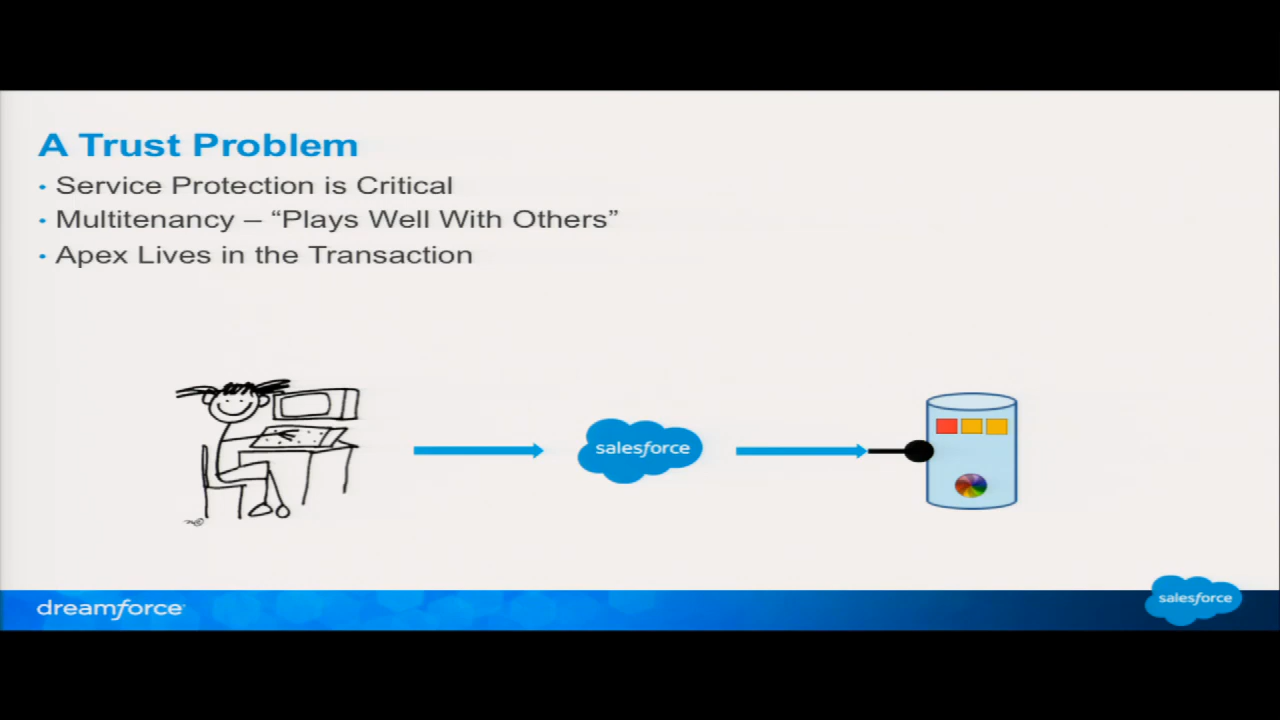 A Trust Problem
• Service Protection is Critical
• Multitenancy – “Plays Well With Others”
• Apex Lives in the Transaction
salesforce
dreamforce
salesforce